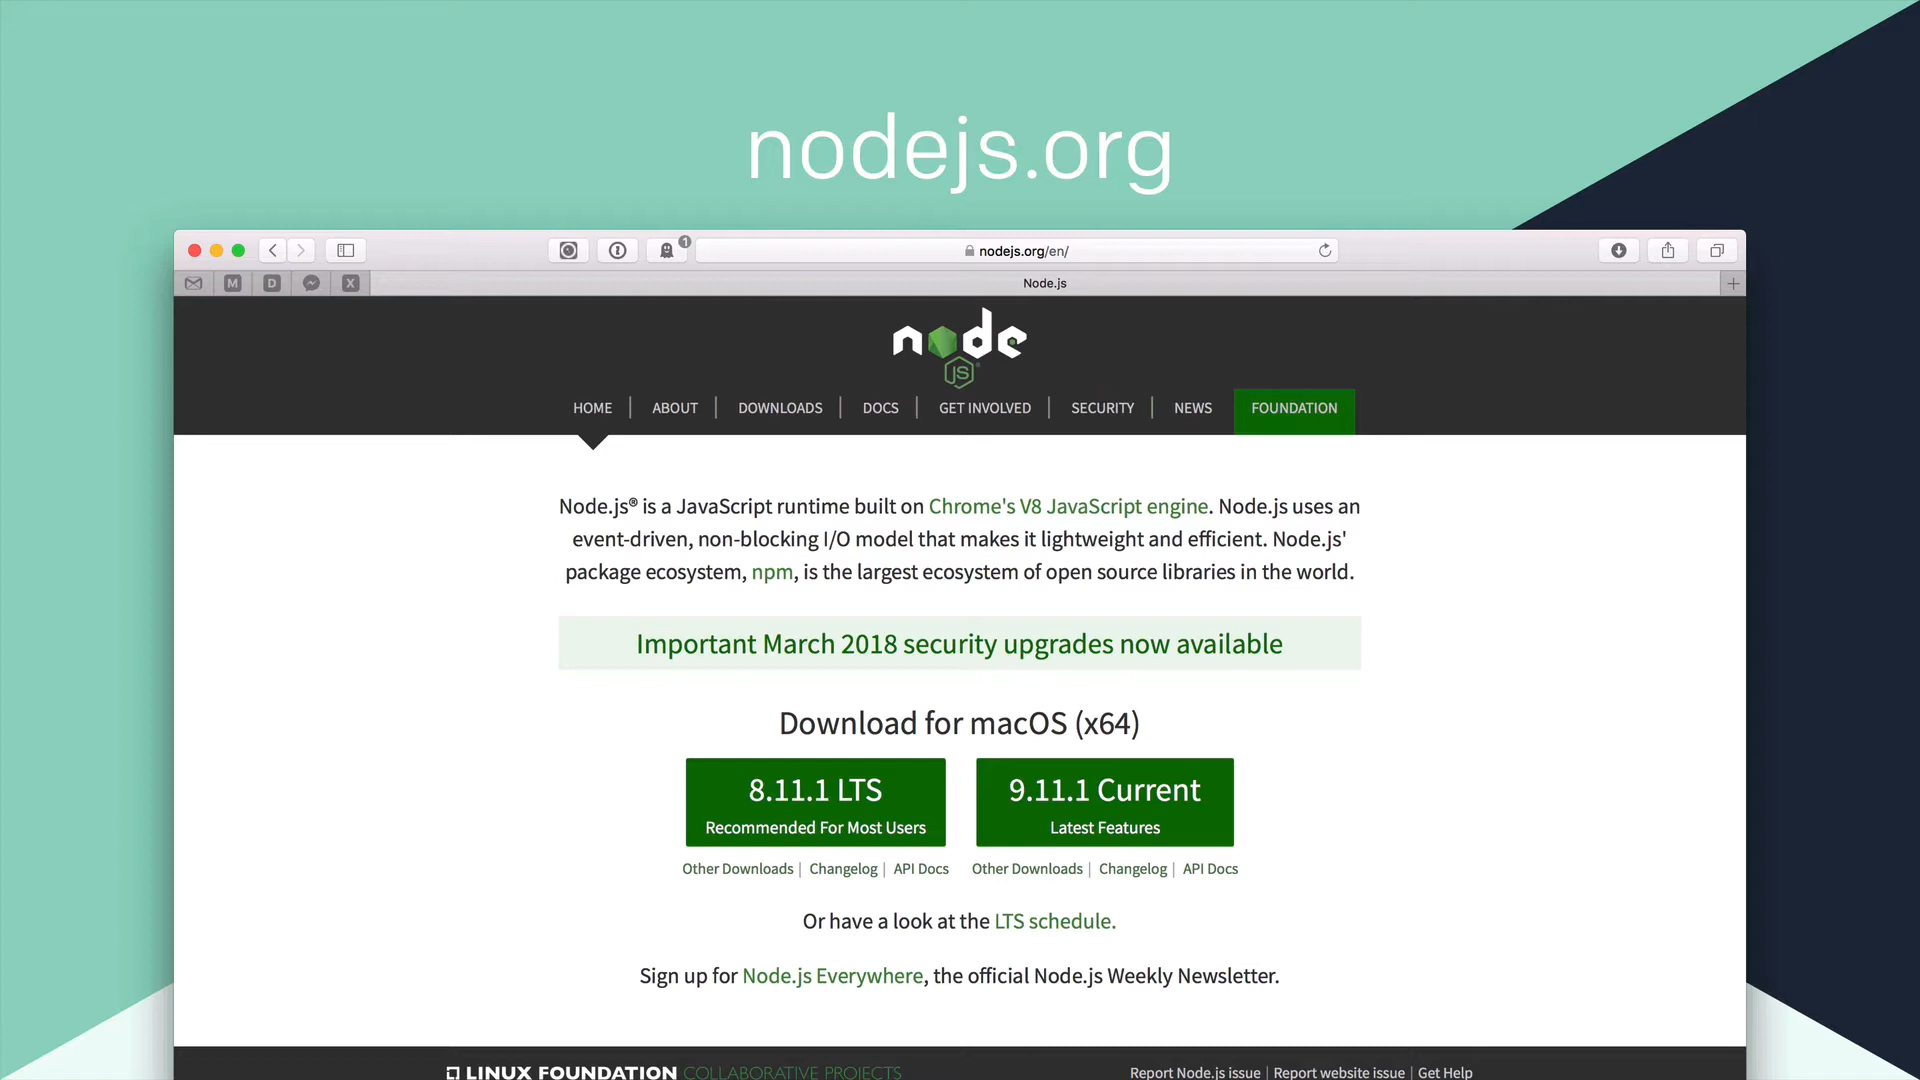 nodejs.org
1
nodejs.org/en/
M
D
X
Node.js
node
JS
HOME | ABOUT | DOWNLOADS | DOCS | GET INVOLVED | SECURITY | NEWS FOUNDATION
Node.js® is a JavaScript runtime built on Chrome's V8 JavaScript engine. Node.js uses an
event-driven, non-blocking I/O model that makes it lightweight and efficient. Node.js'
package ecosystem, npm, is the largest ecosystem of open source libraries in the world.
Important March 2018 security upgrades now available
Download for macOS (x64)
8.11.1 LTS
Recommended For Most Users
9.11.1 Current
Latest Features
Other Downloads | Changelog | API Docs
Other Downloads | Changelog | API Docs
Or have a look at the LTS schedule.
Sign up for Node.js Everywhere, the official Node.js Weekly Newsletter.
LINUX FOUNDATION COLLABORATIVE PROJECTS
Report Node.js issue | Report website issue | Get Help